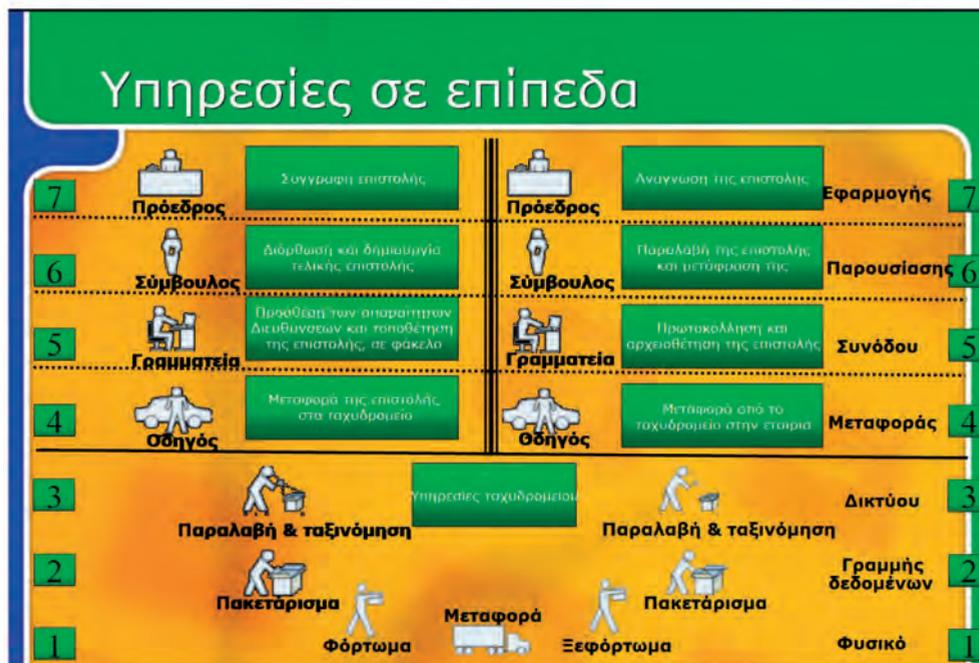 Υπηρεσίες σε επίπεδα
7
Πρόεδρος
Συγγραφή επιστολής
Πρόεδρος
Ανάγνωση της επιστολής
Εφαρμογής
7
6
Σύμβουλος
Διόρθωση και δημιουργία
τελικής επιστολής
Σύμβουλος
Παραλαβή της επιστολής
και μετάφραση της
Παρουσίασης
6
5
Γραμματεία
Πρόσθεση των απαραίτητων
Διευθύνσεων και τοποθέτηση
της επιστολής, σε φάκελο
Γραμματεία
Πρωτοκόλληση και
αρχειοθέτηση της επιστολής
Συνόδου
5
4
Οδηγός
Μεταφορά της επιστολής
στα ταχυδρομείο
Οδηγός
Μεταφορά από το
ταχυδρομείο στην εταιρία
Μεταφοράς
4
3
Παραλαβή & ταξινόμηση
Υπηρεσίες ταχυδρομείου
Παραλαβή & ταξινόμηση
Δικτύου
3
2
Πακετάρισμα
Πακετάρισμα
Γραμμής
δεδομένων
2
1
Φόρτωμα
Μεταφορά
Ξεφόρτωμα
Φυσικό
1